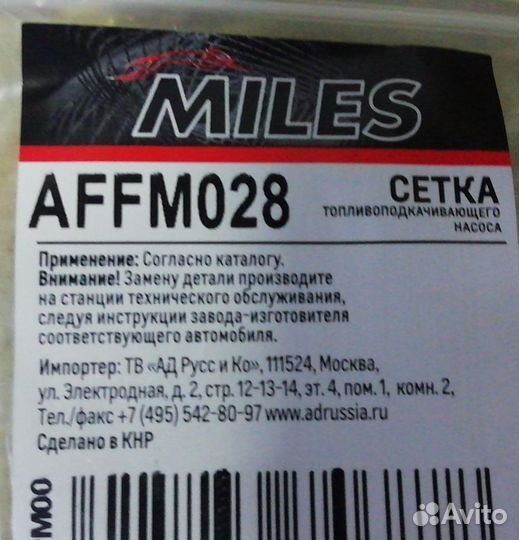 MILES
AFFM028
СЕТКА
ТОПЛИВОПОДКАЧИВАЮЩЕГО
НАСОСА
Применение: Согласно каталогу.
Внимание! Замену детали производите
на станции технического обслуживания,
следуя инструкции завода-изготовителя
соответствующего автомобиля.
Импортер: ТВ «АД Русс и Ко», 111524, Москва,
ул. Электродная, д. 2, стр. 12-13-14, эт. 4, пом. 1, комн. 2,
Тел./факс +7 (495) 542-80-97 www.adrussia.ru
Сделано в КНР
M00
Avito